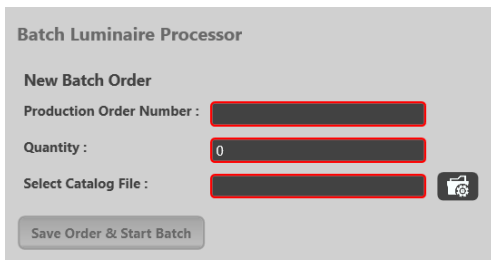 Batch Luminaire Processor
New Batch Order
Production Order Number :
Quantity :
0
Select Catalog File :
Save Order & Start Batch